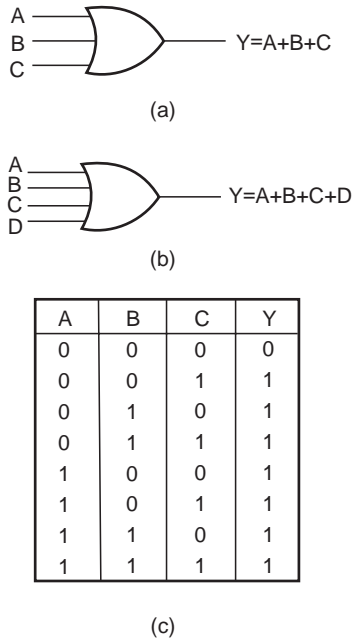 A
B
C
Y=A+B+C
(a)
A
B
C
D
Y=A+B+C+D
(b)
A B C Y
0 0 0 0
0 0 1 1
0 1 0 1
0 1 1 1
1 0 0 1
1 0 1 1
1 1 0 1
1 1 1 1
(c)